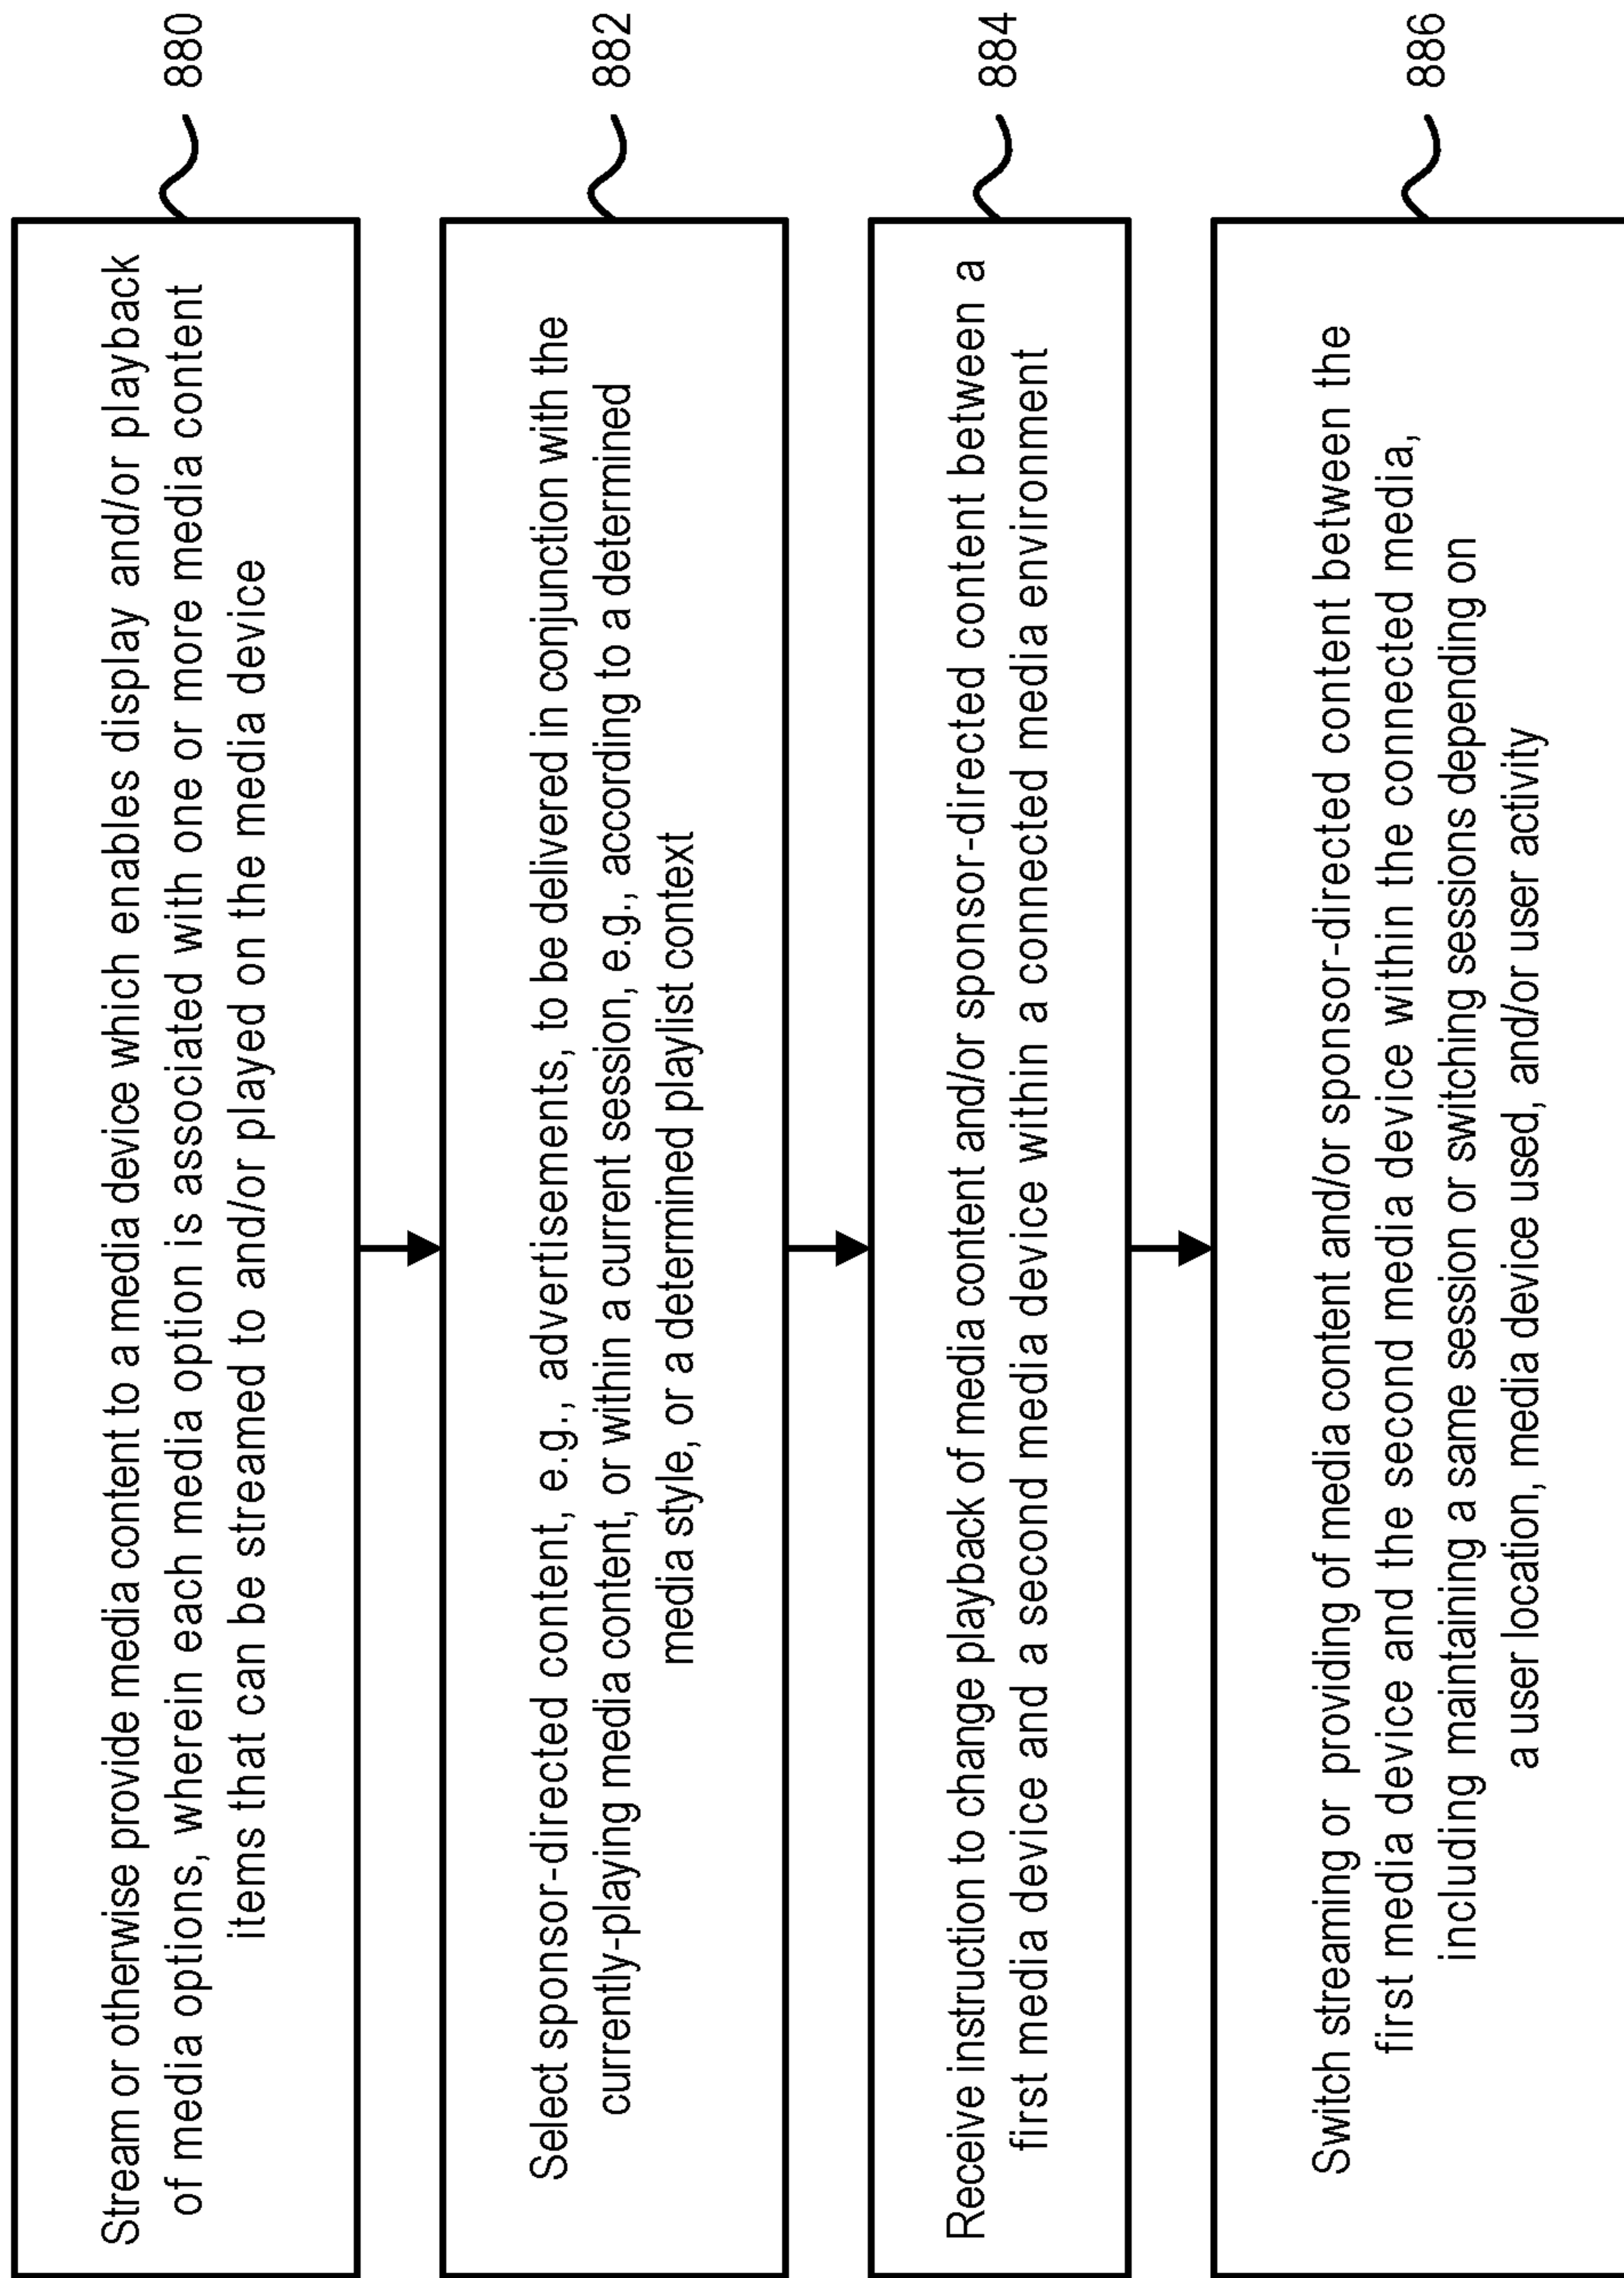 Stream or otherwise provide media content to a media device which enables display and/or playback
of media options, wherein each media option is associated with one or more media content
items that can be streamed to and/or played on the media device
880
Select sponsor-directed content, e.g., advertisements, to be delivered in conjunction with the
currently-playing media content, or within a current session, e.g., according to a determined
media style, or a determined playlist context
882
Receive instruction to change playback of media content and/or sponsor-directed content between a
first media device and a second media device within a connected media environment
884
Switch streaming or providing of media content and/or sponsor-directed content between the
first media device and the second media device within the connected media,
including maintaining a same session or switching sessions depending on
a user location, media device used, and/or user activity
886